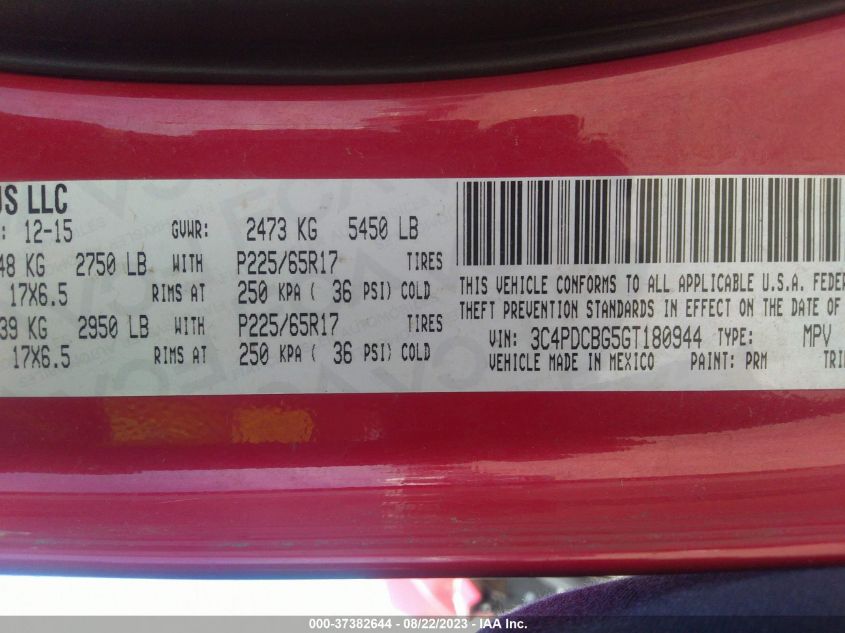 US LLC
: 12-15 GVWR: 2473 KG 5450 LB
48 KG 2750 LB WITH P225/65R17 TIRES
17X6.5 RIMS AT 250 KPA ( 36 PSI) COLD
39 KG 2950 LB WITH P225/65R17 TIRES
17X6.5 RIMS AT 250 KPA ( 36 PSI) COLD
THIS VEHICLE CONFORMS TO ALL APPLICABLE U.S.A. FEDER
THEFT PREVENTION STANDARDS IN EFFECT ON THE DATE OF
VIN: 3C4PDCBG5GT180944 TYPE: MPV
VEHICLE MADE IN MEXICO PAINT: PRM TRI
000-37382644 - 08/22/2023 - IAA Inc.